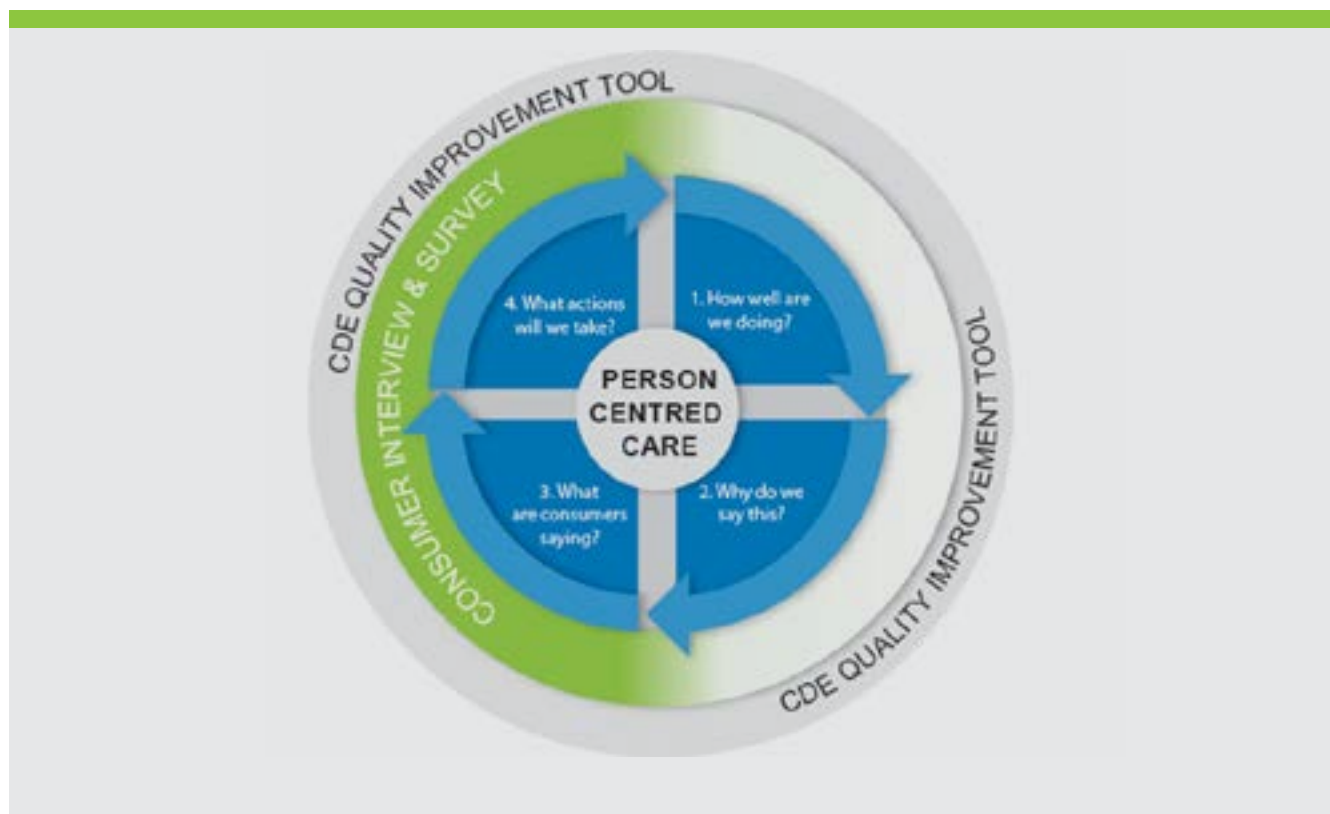 CDE QUALITY IMPROVEMENT TOOL
CONSUMER INTERVIEW & SURVEY
4. What actions
will we take?
1. How well are
we doing?
PERSON
CENTRED
CARE
3. What
are consumers
saying?
2. Why do we
say this?
CDE QUALITY IMPROVEMENT TOOL